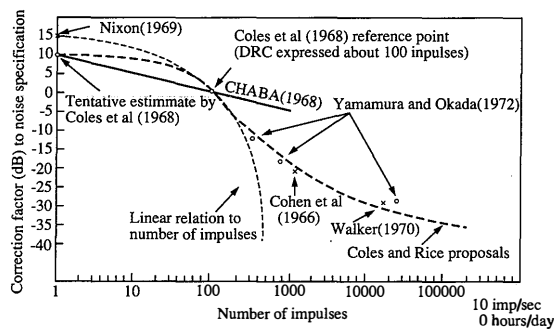 Nixon(1969)
Coles et al (1968) reference point
(DRC expressed about 100 inpulses)
CHABA(1968)
Tentative estimmate by
Coles et al (1968)
Yamamura and Okada(1972)
Linear relation to
number of impulses
Cohen et al
(1966)
Walker(1970)
Coles and Rice proposals
Correction factor (dB) to noise specification
15
10
5
0
-5
-10
-15
-20
-25
-30
-35
-40
1
10
100
1000
10000
100000
10 imp/sec
0 hours/day
Number of impulses